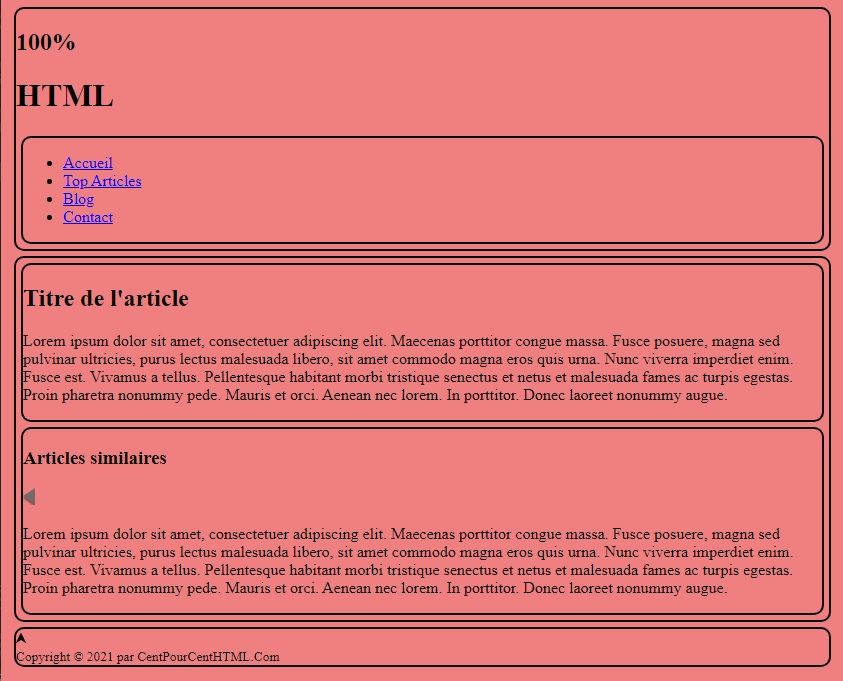 100%
HTML
Accueil
Top Articles
Blog
Contact
Titre de l'article
Lorem ipsum dolor sit amet, consectetuer adipiscing elit. Maecenas porttitor congue massa. Fusce posuere, magna sed
pulvinar ultricies, purus lectus malesuada libero, sit amet commodo magna eros quis urna. Nunc viverra imperdiet enim.
Fusce est. Vivamus a tellus. Pellentesque habitant morbi tristique senectus et netus et malesuada fames ac turpis egestas.
Proin pharetra nonummy pede. Mauris et orci. Aenean nec lorem. In porttitor. Donec laoreet nonummy augue.
Articles similaires
Lorem ipsum dolor sit amet, consectetuer adipiscing elit. Maecenas porttitor congue massa. Fusce posuere, magna sed
pulvinar ultricies, purus lectus malesuada libero, sit amet commodo magna eros quis urna. Nunc viverra imperdiet enim.
Fusce est. Vivamus a tellus. Pellentesque habitant morbi tristique senectus et netus et malesuada fames ac turpis egestas.
Proin pharetra nonummy pede. Mauris et orci. Aenean nec lorem. In porttitor. Donec laoreet nonummy augue.
Copyright © 2021 par CentPourCentHTML.Com